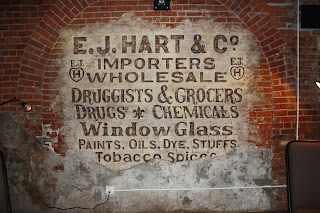 E.J. HART & Co
E.J. IMPORTERS E.J.
H WHOLESALE H
DRUGGISTS & GROCERS
DRUGS * CHEMICALS
Window Glass
PAINTS, OILS, DYE, STUFFS
Tobacco Spices